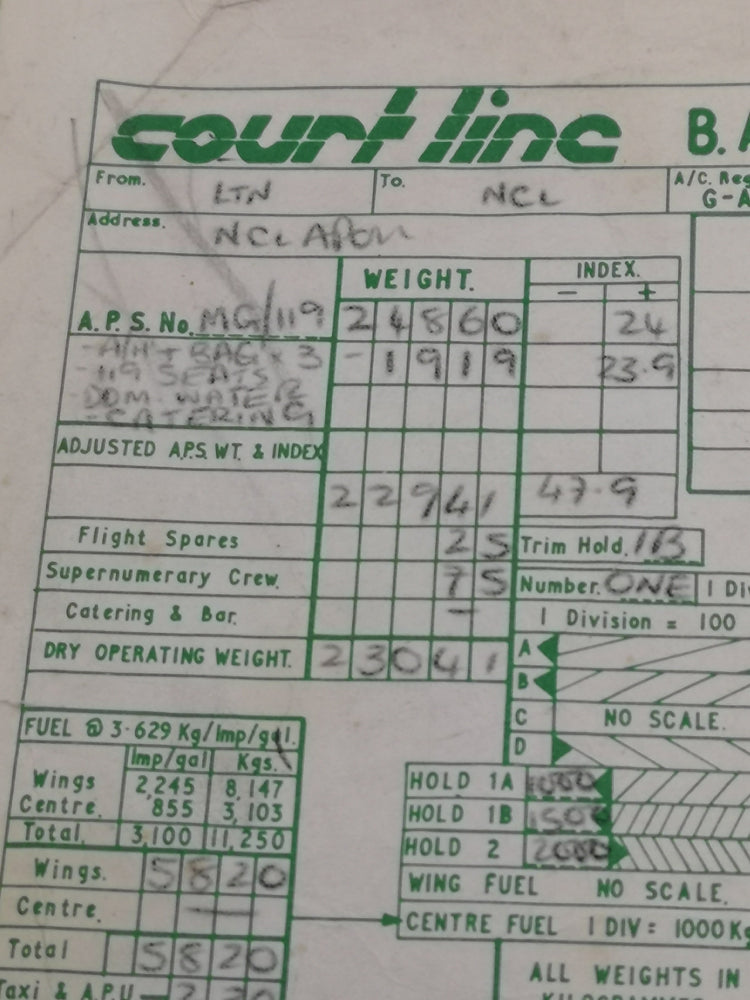 court line B. A
From. To. A/C. Reg
LTN NCL G-A
Address.
NCL
WEIGHT. INDEX.
- +
A.P.S. No. MG/119 24860 24
- A/H + BAG x 3 -1919 23.9
- 119 SEATS
- DOM. WATER
- CATERING
ADJUSTED A.P.S. WT. & INDEX
22941 47.9
Flight Spares 25 Trim Hold. 1B
Supernumerary Crew. 75 Number. ONE 1 Di
Catering & Bar. - 1 Division = 100
DRY OPERATING WEIGHT. 23041 A
B
C NO SCALE.
D
FUEL @ 3·629 Kg/Imp/gal.
Imp/gal Kgs.
Wings 2,245 8,147 HOLD 1A 1000
Centre. 855 3,103 HOLD 1B 1500
Total. 3,100 11,250 HOLD 2 2000
Wings. 5820 WING FUEL NO SCALE.
Centre. — CENTRE FUEL 1 DIV = 1000 Kg
Total 5820
ALL WEIGHTS IN
Taxi & A.P.U — 230
KILOGRAMS